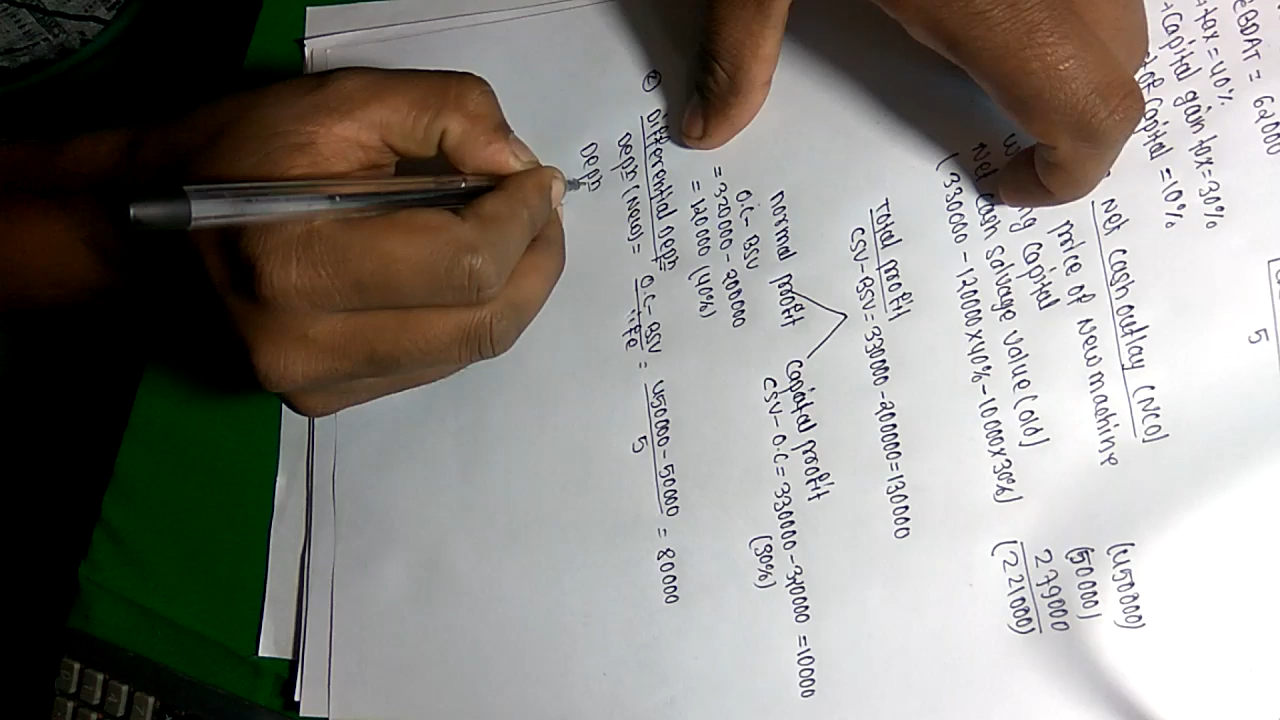 EBDAT = 62000
tax = 40%
Capital gain tax = 30%
of Capital = 10%
5
Net cash outlay (NCO)
price of New machine (450000)
ng capital (50000)
Net cash salvage value (old) 279000
(330000 - 120000 X 40% - 10000 X 30%) (221000)
Total profit
CSV - BSV = 330000 - 200000 = 130000
normal profit capital profit
O.C - BSV CSV - O.C = 330000 - 320000 = 10000
= 320000 - 200000 (30%)
= 120000 (40%)
② Differential Depn
Depn (New) = O.C - BSV / life = 450000 - 50000 / 5 = 80000
Depn